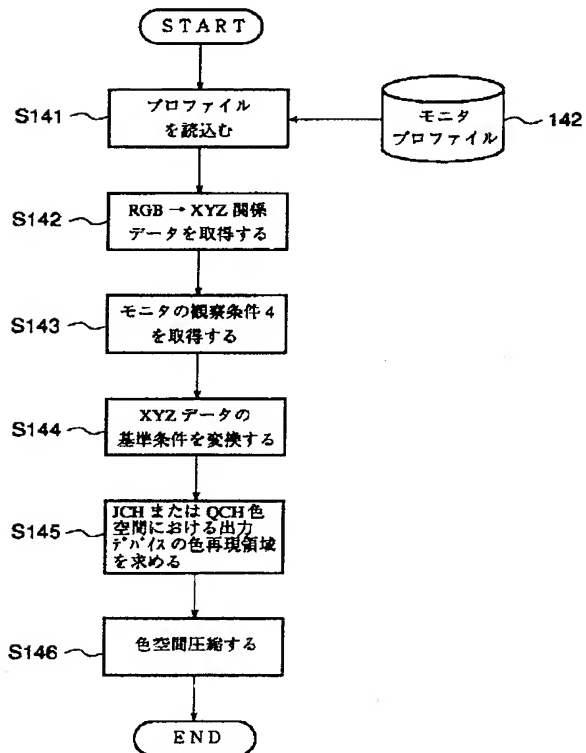 START
S141
プロファイル
を読込む
モニタ
プロファイル
142
S142
RGB → XYZ 関係
データを取得する
S143
モニタの観察条件4
を取得する
S144
XYZ データの
基準条件を変換する
S145
JCH または QCH 色
空間における出力
デバイスの色再現領域
を求める
S146
色空間圧縮する
END